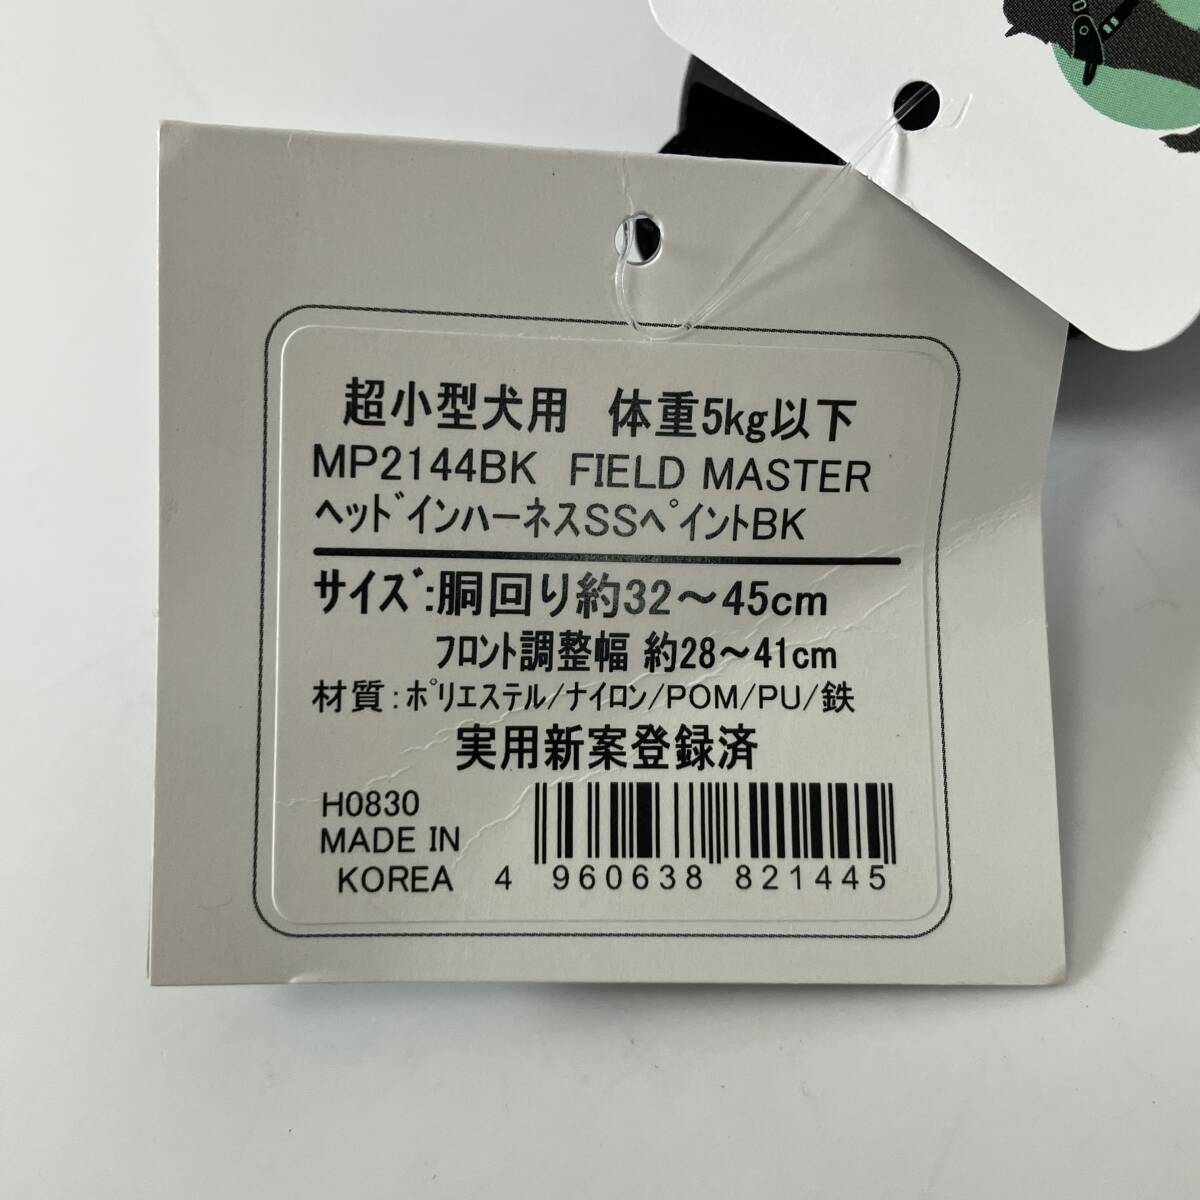 超小型犬用　体重5kg以下
MP2144BK FIELD MASTER
ﾍｯﾄﾞインハーネスSSﾍﾟイントBK
サイズ:胴回り約32～45cm
フロント調整幅 約28～41cm
材質:ポリエステル/ナイロン/POM/PU/鉄
実用新案登録済
H0830
MADE IN
KOREA
4 960638 821445